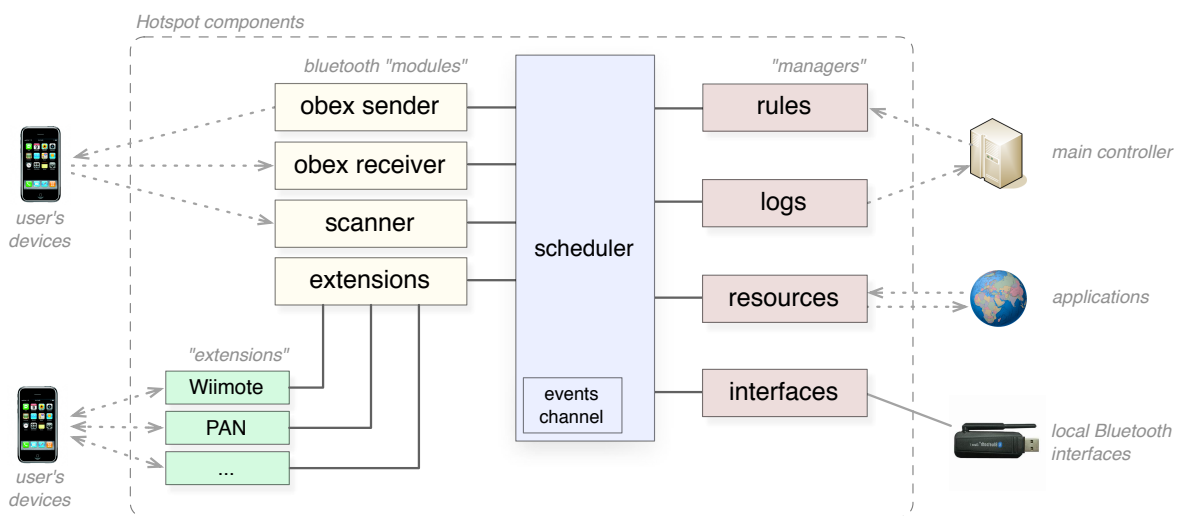 Hotspot components
bluetooth "modules"
"managers"
obex sender
rules
obex receiver
main controller
logs
scanner
user's
devices
scheduler
extensions
resources
applications
"extensions"
Wiimote
interfaces
events
channel
PAN
local Bluetooth
interfaces
...
user's
devices